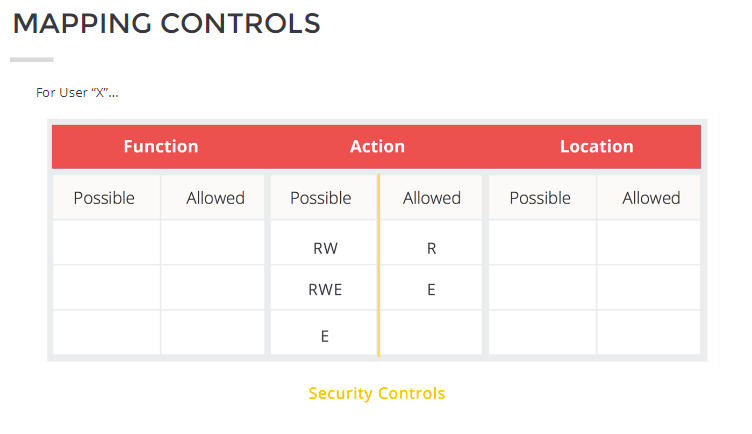 MAPPING CONTROLS
For User “X”...
Function Action Location
Possible Allowed Possible Allowed Possible Allowed
RW R
RWE E
E
Security Controls